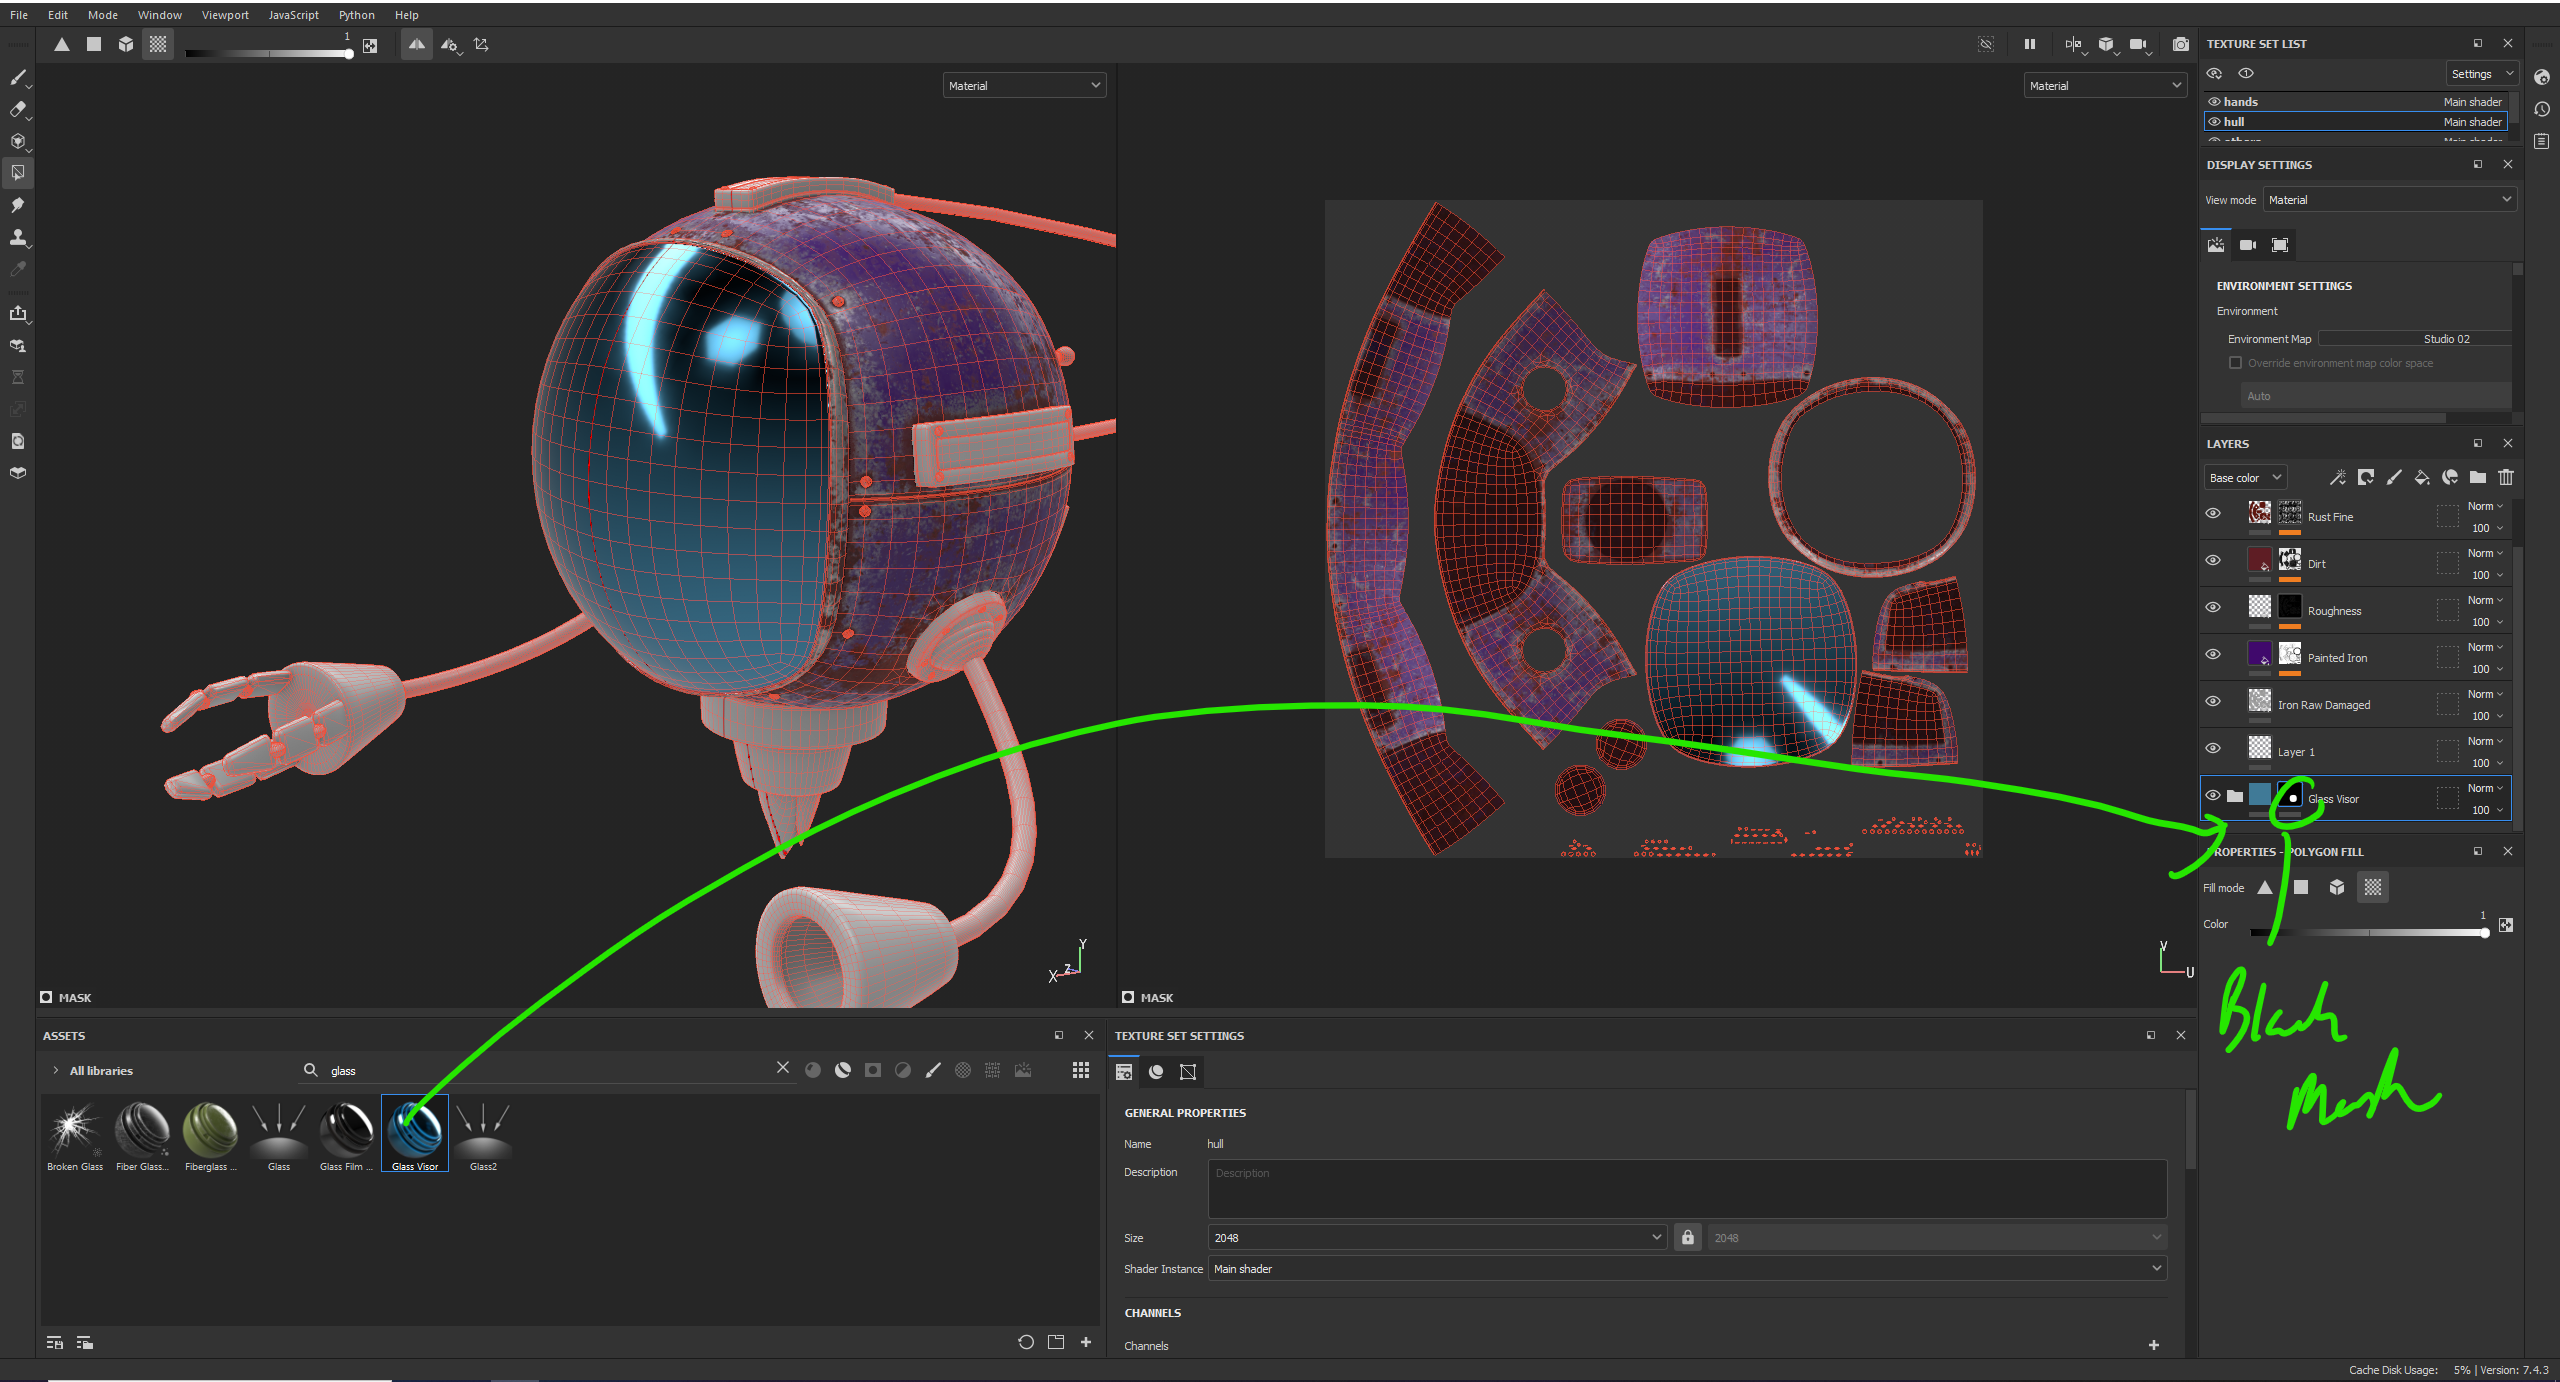 File Edit Mode Window Viewport JavaScript Python Help
1
Material
Material
MASK
MASK
Y
X
Z
V
U
TEXTURE SET LIST
Settings
hands Main shader
hull Main shader
DISPLAY SETTINGS
View mode Material
ENVIRONMENT SETTINGS
Environment
Environment Map Studio 02
Override environment map color space
Auto
LAYERS
Base color
Rust Fine Norm 100
Dirt Norm 100
Roughness Norm 100
Painted Iron Norm 100
Iron Raw Damaged Norm 100
Layer 1 Norm 100
Glass Visor Norm 100
PROPERTIES - POLYGON FILL
Fill mode
Color 1
Black
Mask
ASSETS
All libraries glass
Broken Glass Fiber Glass... Fiberglass ... Glass Glass Film ... Glass Visor Glass2
TEXTURE SET SETTINGS
GENERAL PROPERTIES
Name hull
Description Description
Size 2048 2048
Shader Instance Main shader
CHANNELS
Channels
Cache Disk Usage: 5% | Version: 7.4.3